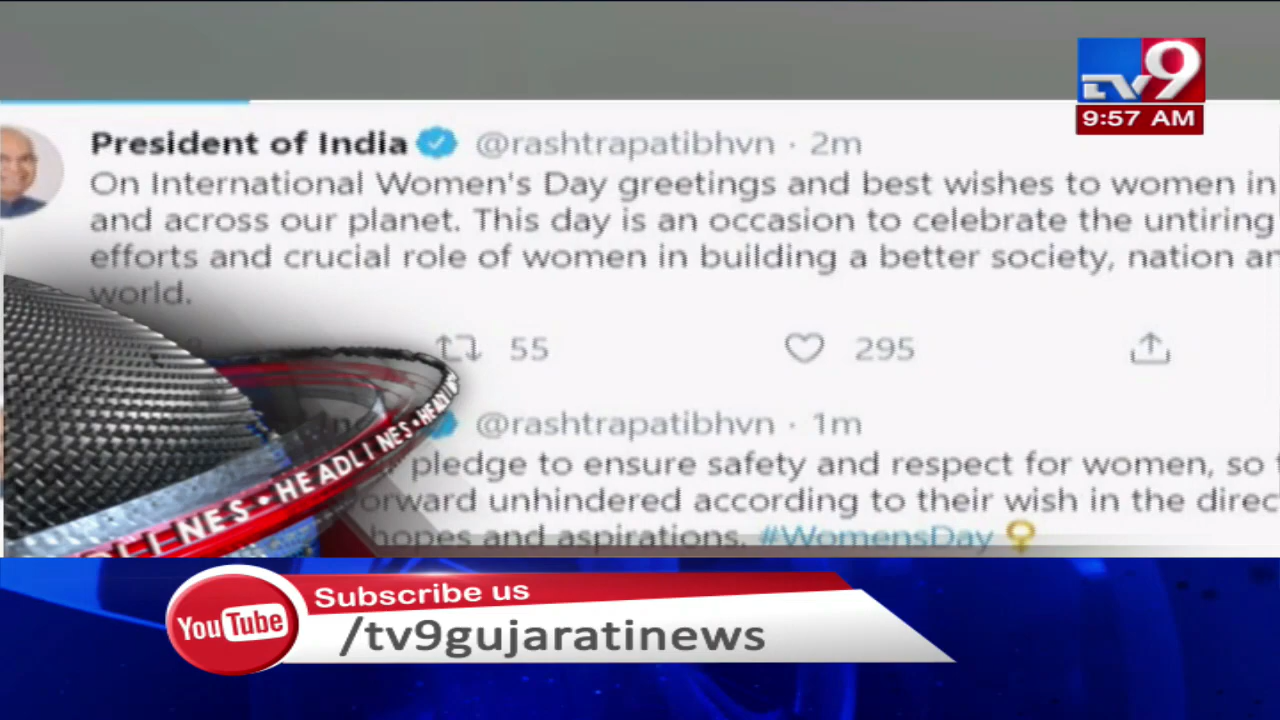 TV9
9:57 AM
President of India @rashtrapatibhvn · 2m
On International Women's Day greetings and best wishes to women in
and across our planet. This day is an occasion to celebrate the untiring
efforts and crucial role of women in building a better society, nation an
world.
55 295
@rashtrapatibhvn · 1m
pledge to ensure safety and respect for women, so
orward unhindered according to their wish in the direc
hopes and aspirations. #WomensDay
HEADLINES • HEADLINES • HEADLI
YouTube
Subscribe us
/tv9gujaratinews